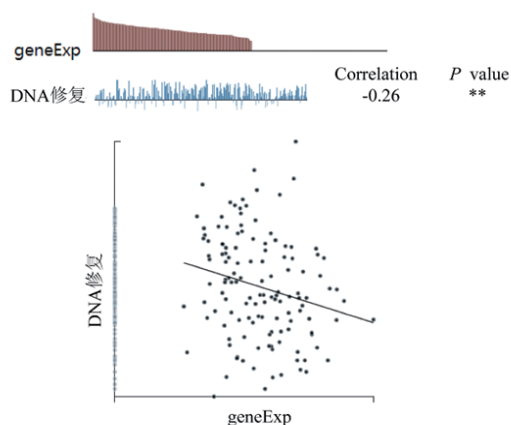 geneExp
Correlation P value
DNA修复 -0.26 **
DNA修复
geneExp